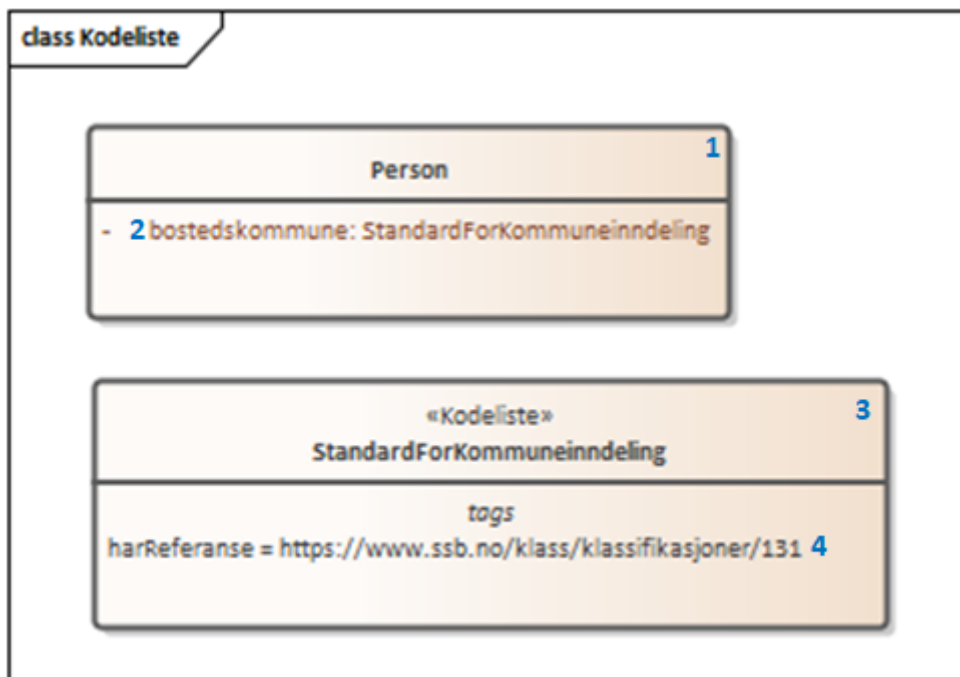 class Kodeliste
1
Person
- 2 bostedskommune: StandardForKommuneinndeling
3
«Kodeliste»
StandardForKommuneinndeling
tags
harReferanse = https://www.ssb.no/klass/klassifikasjoner/131 4